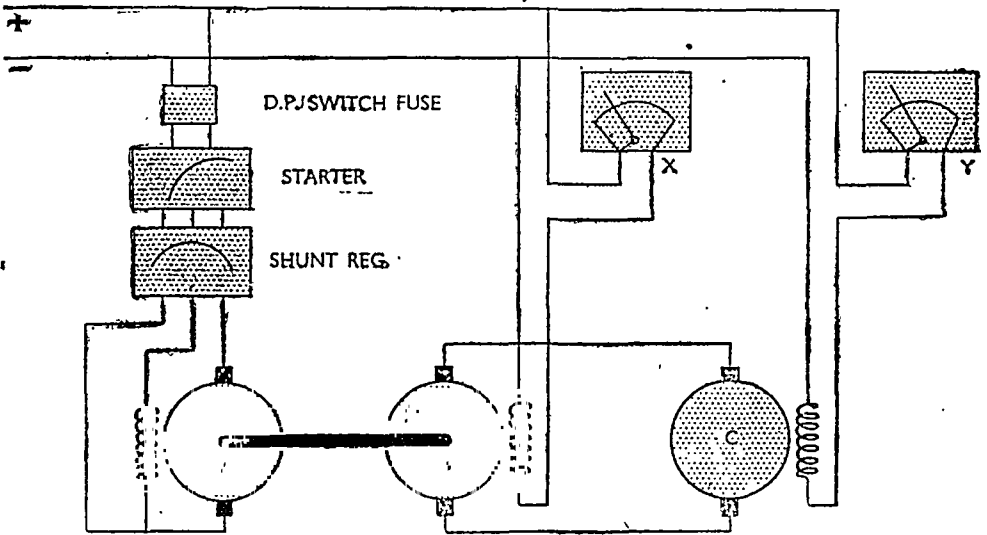 +
−
D.P. SWITCH FUSE
STARTER
SHUNT REG.
X
Y
C